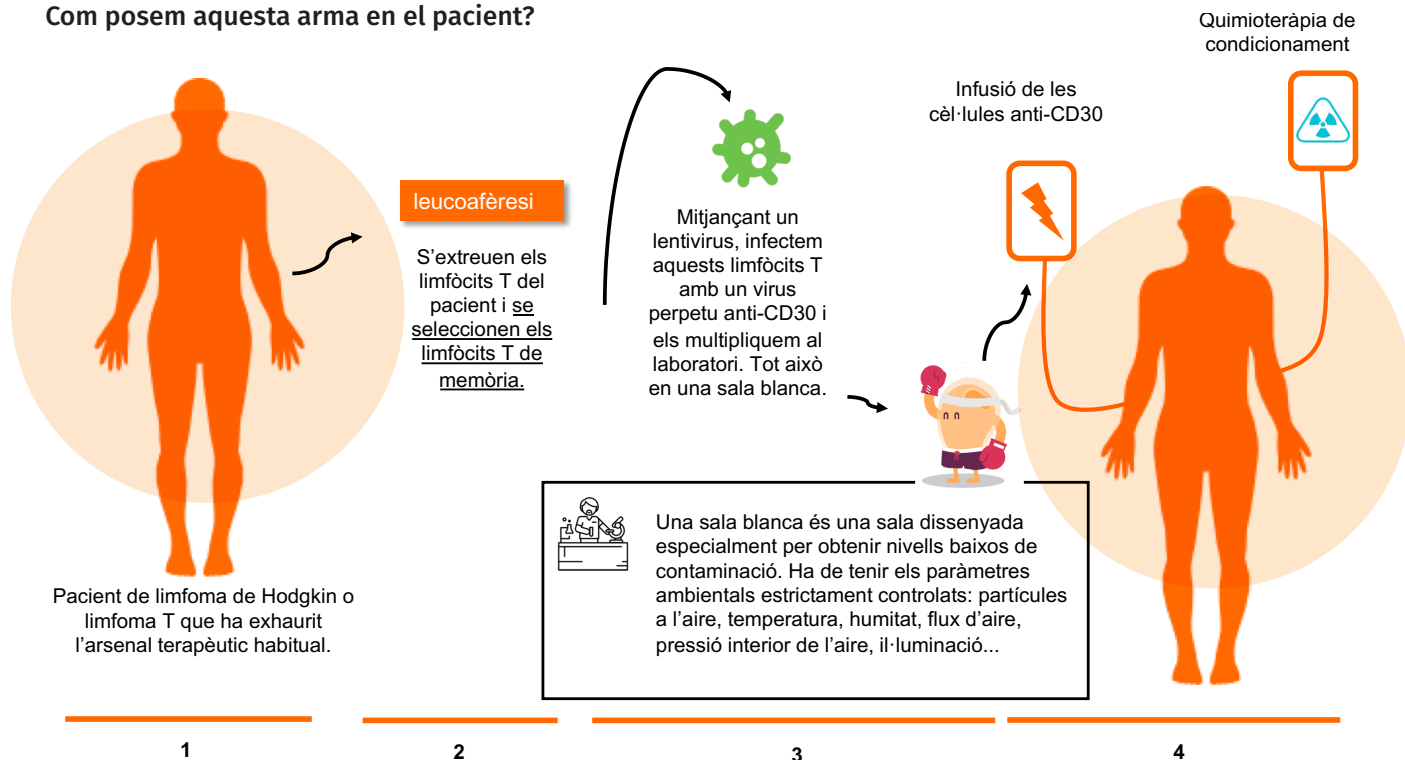 Com posem aquesta arma en el pacient?
Pacient de limfoma de Hodgkin o
limfoma T que ha exhaurit
l’arsenal terapèutic habitual.
leucoafèresi
S’extreuen els
limfòcits T del
pacient i se
seleccionen els
limfòcits T de
memòria.
Mitjançant un
lentivirus, infectem
aquests limfòcits T
amb un virus
perpetu anti-CD30 i
els multipliquem al
laboratori. Tot això
en una sala blanca.
Una sala blanca és una sala dissenyada
especialment per obtenir nivells baixos de
contaminació. Ha de tenir els paràmetres
ambientals estrictament controlats: partícules
a l’aire, temperatura, humitat, flux d’aire,
pressió interior de l’aire, il·luminació...
Infusió de les
cèl·lules anti-CD30
Quimioteràpia de
condicionament
1
2
3
4